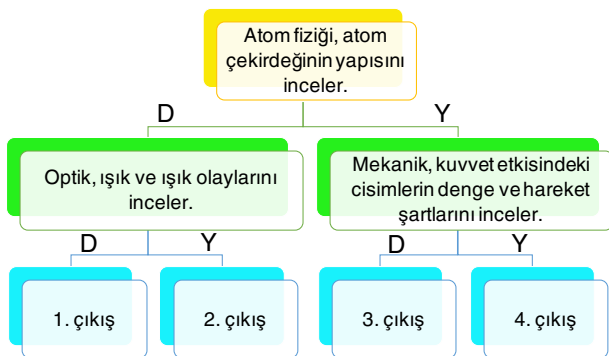 Atom fiziği, atom
çekirdeğinin yapısını
inceler.
D
Y
Optik, ışık ve ışık olaylarını
inceler.
Mekanik, kuvvet etkisindeki
cisimlerin denge ve hareket
şartlarını inceler.
D
Y
D
Y
1. çıkış
2. çıkış
3. çıkış
4. çıkış